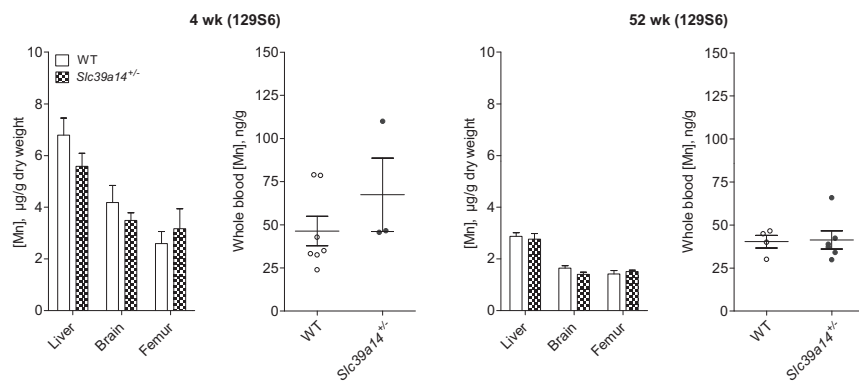 4 wk (129S6)
52 wk (129S6)
[Mn], µg/g dry weight
10
8
6
4
2
0
WT
Slc39a14+/-
Liver
Brain
Femur
Whole blood [Mn], ng/g
150
125
100
75
50
25
0
WT
Slc39a14+/-
[Mn], µg/g dry weight
10
8
6
4
2
0
Liver
Brain
Femur
Whole blood [Mn], ng/g
150
125
100
75
50
25
0
WT
Slc39a14+/-